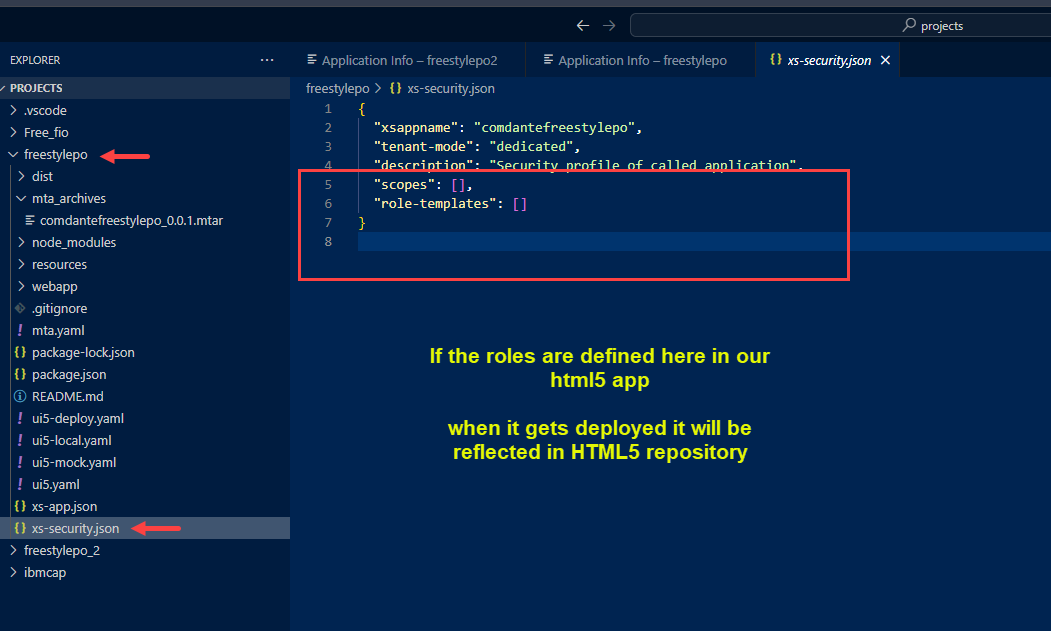 projects
EXPLORER
Application Info – freestylepo2
Application Info – freestylepo
{} xs-security.json
PROJECTS
.vscode
Free_fio
freestylepo
dist
mta_archives
comdantefreestylepo_0.0.1.mtar
node_modules
resources
webapp
.gitignore
! mta.yaml
{} package-lock.json
{} package.json
README.md
! ui5-deploy.yaml
! ui5-local.yaml
! ui5-mock.yaml
! ui5.yaml
{} xs-app.json
{} xs-security.json
freestylepo_2
ibmcap
freestylepo > {} xs-security.json
1 {
2 "xsappname": "comdantefreestylepo",
3 "tenant-mode": "dedicated",
4 "description": "Security profile of called application",
5 "scopes": [],
6 "role-templates": []
7 }
8
If the roles are defined here in our
html5 app
when it gets deployed it will be
reflected in HTML5 repository